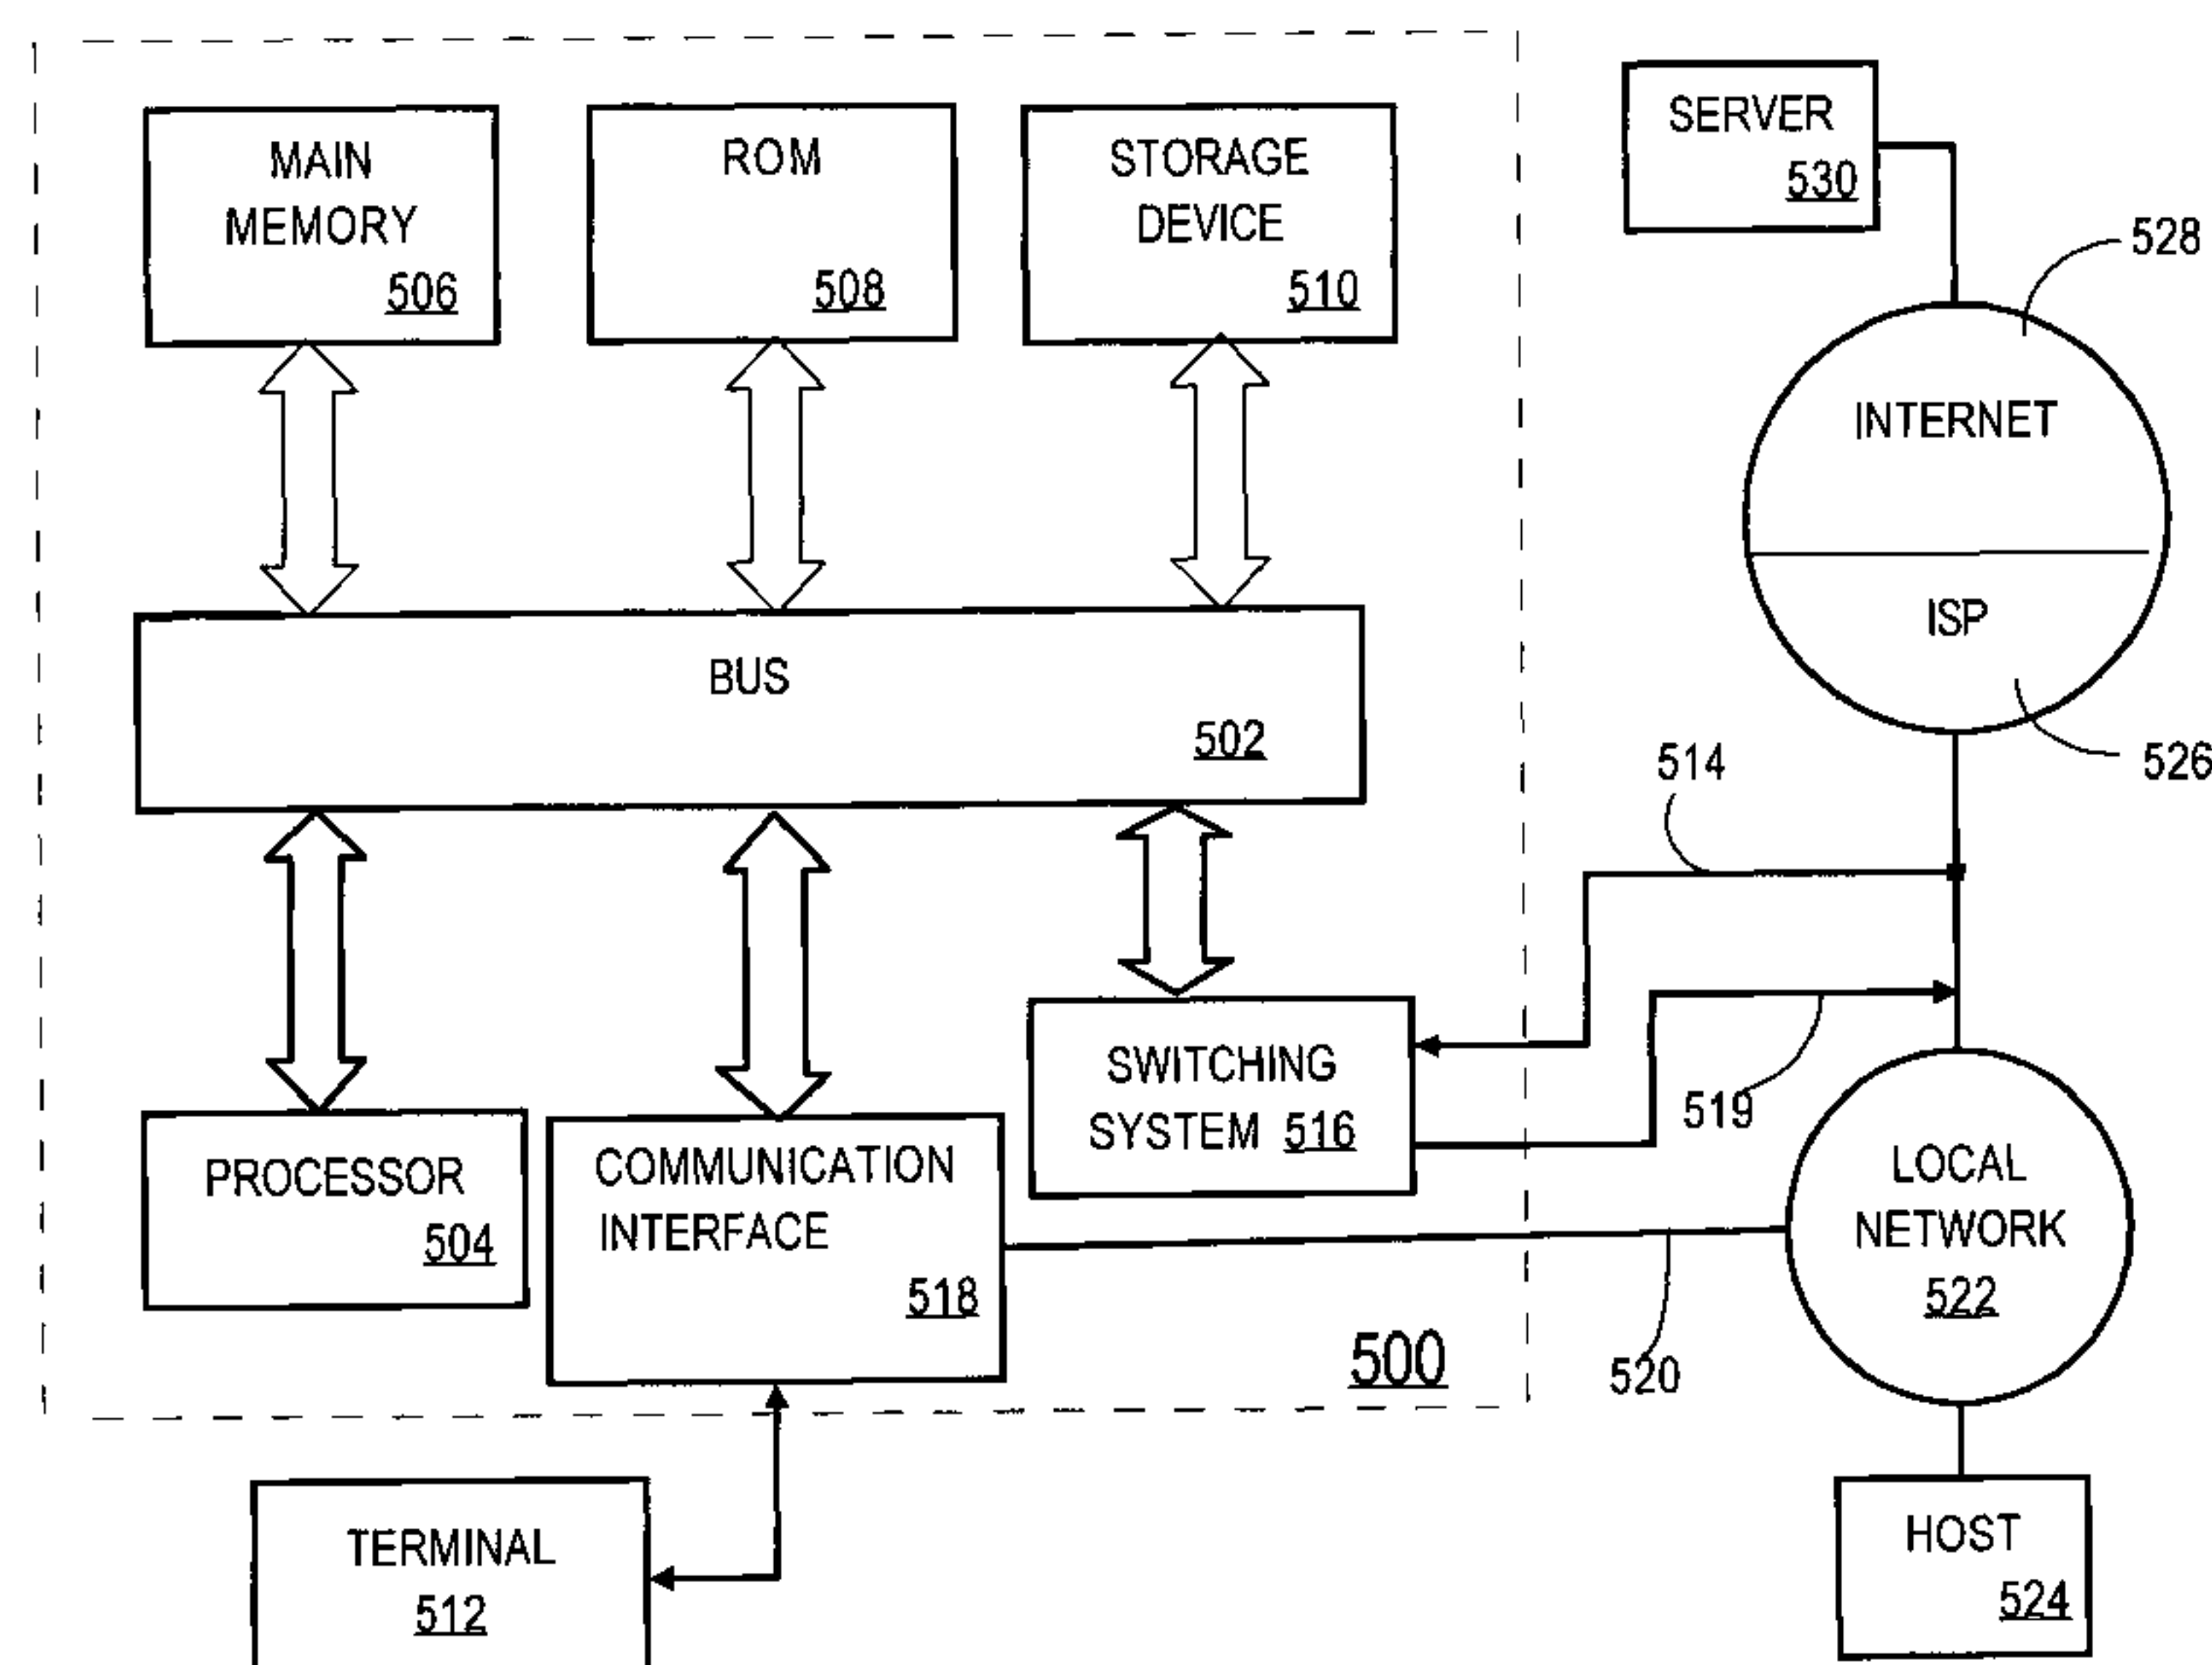 MAIN
MEMORY
506
ROM
508
STORAGE
DEVICE
510
SERVER
530
528
INTERNET
ISP
526
BUS
502
514
SWITCHING
SYSTEM 516
519
PROCESSOR
504
COMMUNICATION
INTERFACE
518
LOCAL
NETWORK
522
500
520
TERMINAL
512
HOST
524